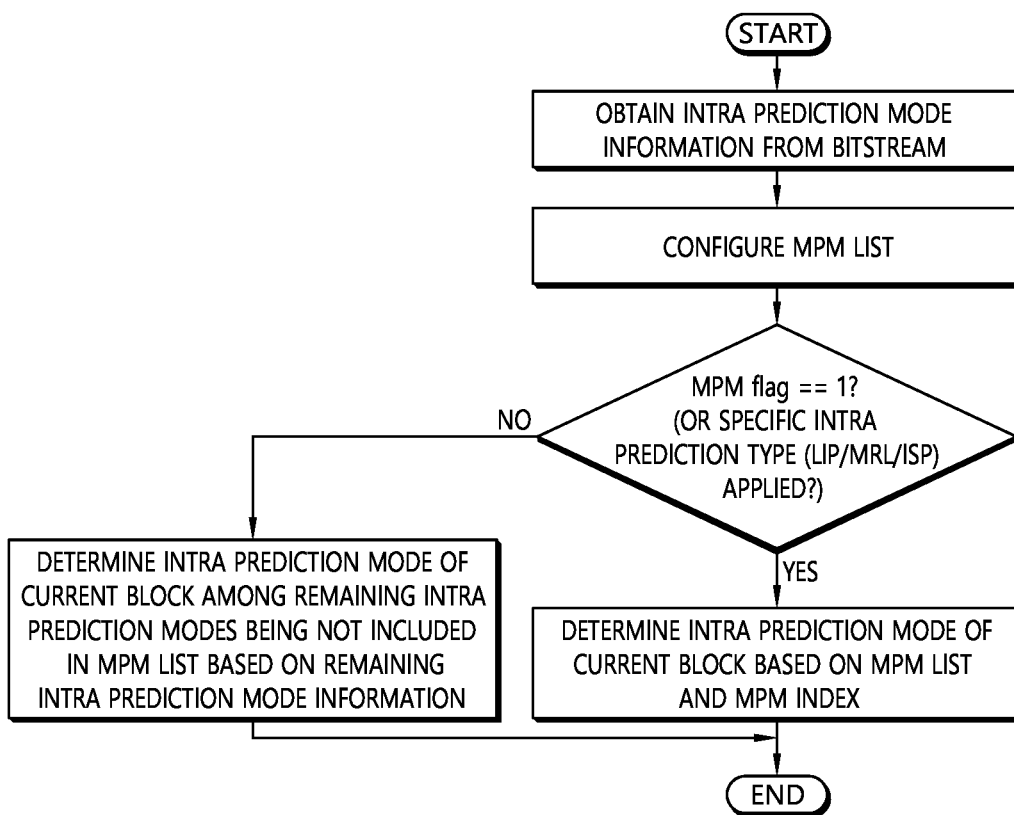 START
OBTAIN INTRA PREDICTION MODE
INFORMATION FROM BITSTREAM
CONFIGURE MPM LIST
MPM flag == 1?
(OR SPECIFIC INTRA
PREDICTION TYPE (LIP/MRL/ISP)
APPLIED?)
NO
YES
DETERMINE INTRA PREDICTION MODE OF
CURRENT BLOCK AMONG REMAINING INTRA
PREDICTION MODES BEING NOT INCLUDED
IN MPM LIST BASED ON REMAINING
INTRA PREDICTION MODE INFORMATION
DETERMINE INTRA PREDICTION MODE OF
CURRENT BLOCK BASED ON MPM LIST
AND MPM INDEX
END